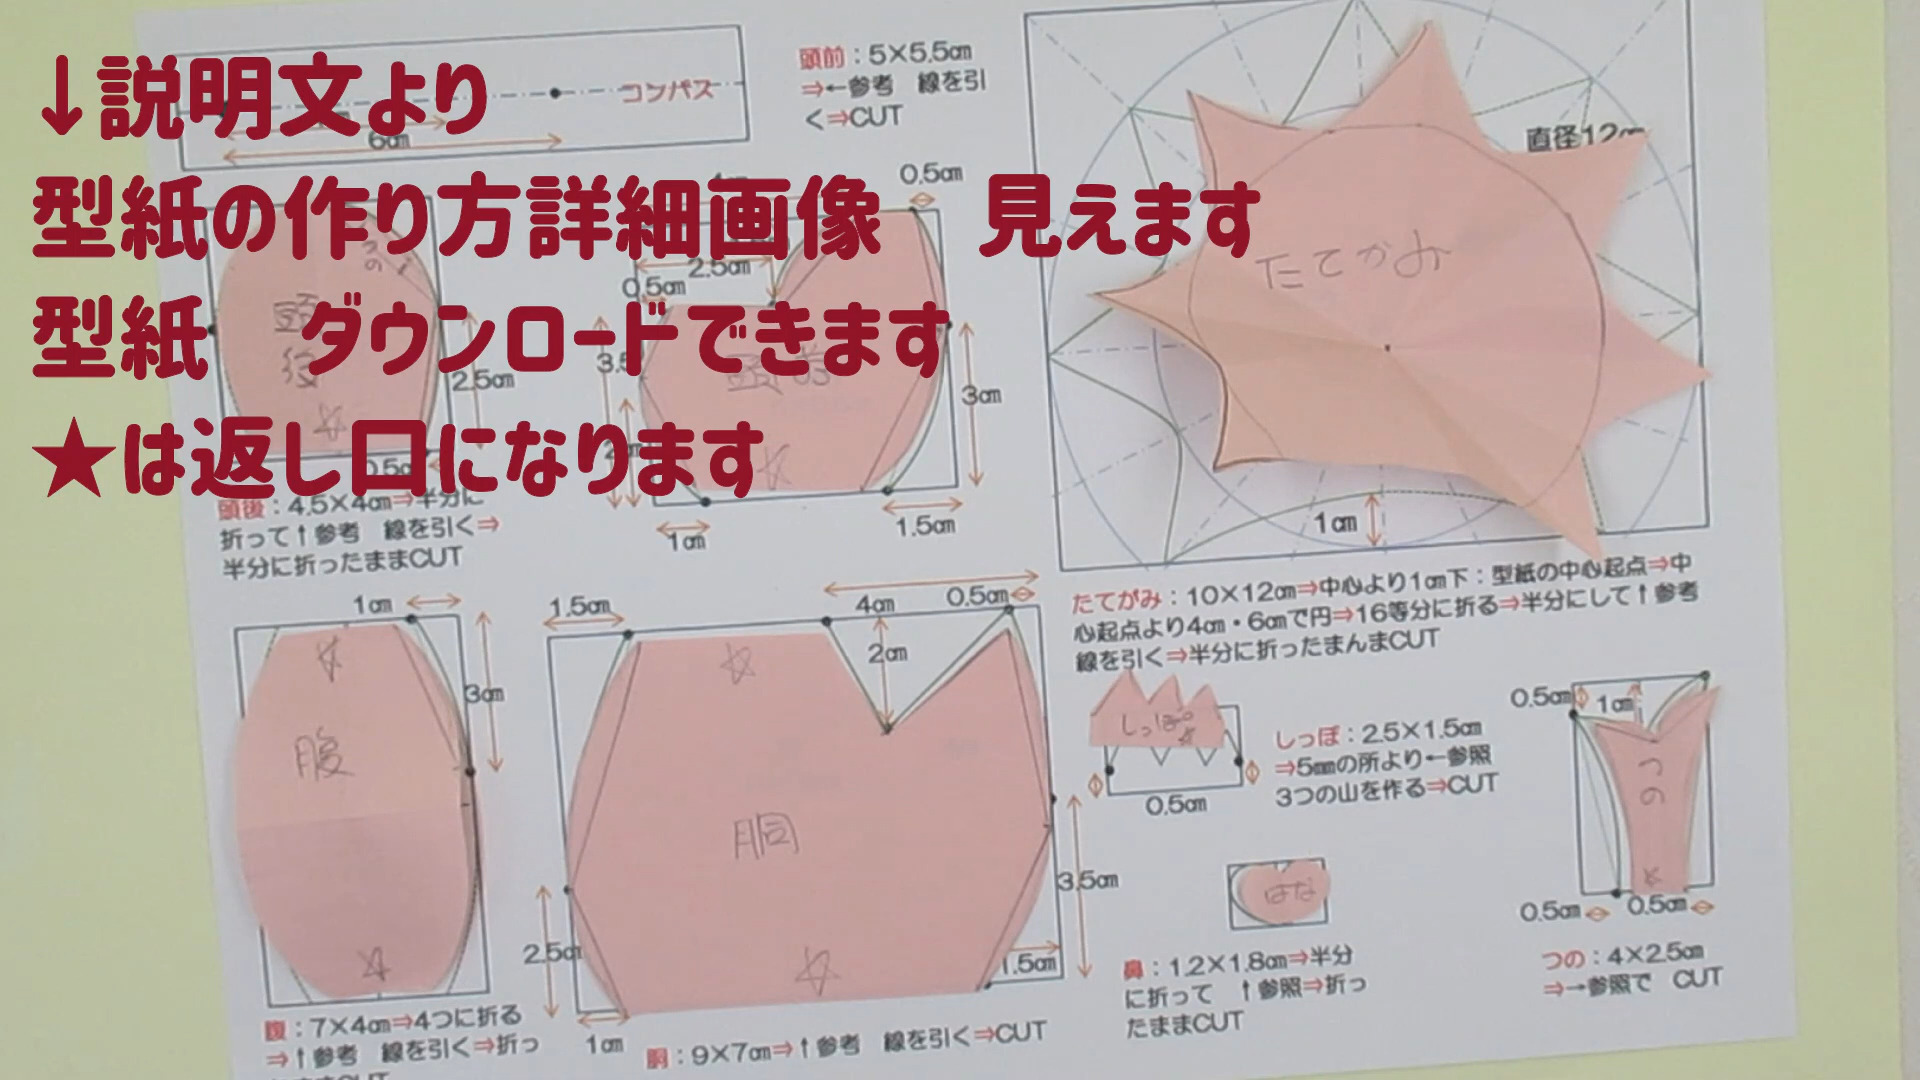 ↓説明文より
型紙の作り方詳細画像　見えます
型紙　ダウンロードできます
★は返し口になります
コンパス
6㎝
頭前：5×5.5㎝
⇒←参考　線を引
く⇒CUT
0.5㎝
2.5㎝
0.5㎝
3.5
3㎝
1㎝
1.5㎝
頭後
2.5㎝
0.5㎝
頭後：4.5×4㎝⇒半分に
折って↑参考　線を引く⇒
半分に折ったままCUT
直径12㎝
たてがみ
1㎝
たてがみ：10×12㎝⇒中心より1㎝下：型紙の中心起点⇒中
心起点より4㎝・6㎝で円⇒16等分に折る⇒半分にして↑参考
線を引く⇒半分に折ったまんまCUT
1㎝
3㎝
腹
腹：7×4㎝⇒4つに折る
⇒↑参考　線を引く⇒折っ
1.5㎝
4㎝
0.5㎝
2㎝
胴
3.5㎝
2.5㎝
1.5㎝
1㎝
胴：9×7㎝⇒↑参考　線を引く⇒CUT
しっぽ
0.5㎝
しっぽ：2.5×1.5㎝
⇒5㎜の所より←参照
3つの山を作る⇒CUT
はな
鼻：1.2×1.8㎝⇒半分
に折って　↑参照⇒折っ
たままCUT
0.5㎝
1㎝
つの
0.5㎝
0.5㎝
つの：4×2.5㎝
⇒→参照で　CUT